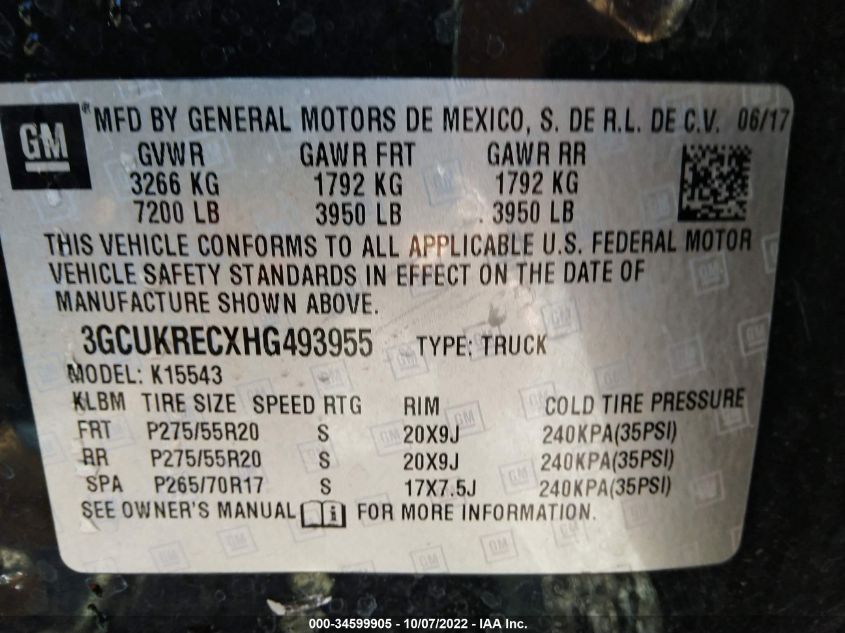 GM ® MFD BY GENERAL MOTORS DE MEXICO, S. DE R.L. DE C.V. 06/17
GVWR GAWR FRT GAWR RR
3266 KG 1792 KG 1792 KG
7200 LB 3950 LB 3950 LB
THIS VEHICLE CONFORMS TO ALL APPLICABLE U.S. FEDERAL MOTOR
VEHICLE SAFETY STANDARDS IN EFFECT ON THE DATE OF
MANUFACTURE SHOWN ABOVE.
3GCUKRECXHG493955 TYPE: TRUCK
MODEL: K15543
KLBM TIRE SIZE SPEED RTG RIM COLD TIRE PRESSURE
FRT P275/55R20 S 20X9J 240KPA(35PSI)
RR P275/55R20 S 20X9J 240KPA(35PSI)
SPA P265/70R17 S 17X7.5J 240KPA(35PSI)
SEE OWNER'S MANUAL i FOR MORE INFORMATION.
000-34599905 - 10/07/2022 - IAA Inc.